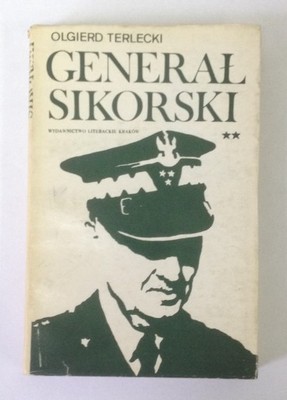 OLGIERD TERLECKI
GENERAŁ
SIKORSKI
WYDAWNICTWO LITERACKIE KRAKÓW
**